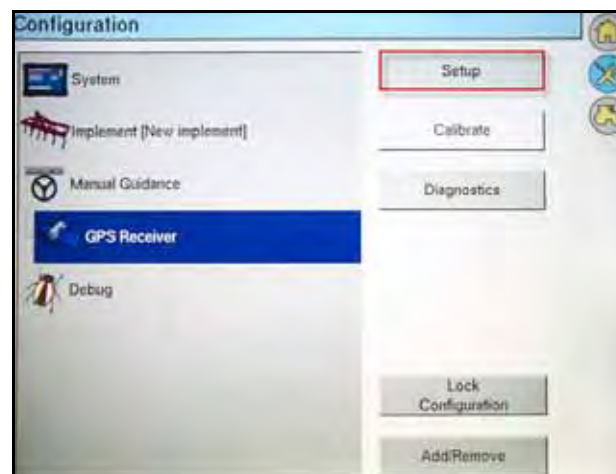 Configuration
System
Setup
Implement [New implement]
Calibrate
Manual Guidance
Diagnostics
GPS Receiver
Debug
Lock
Configuration
Add/Remove